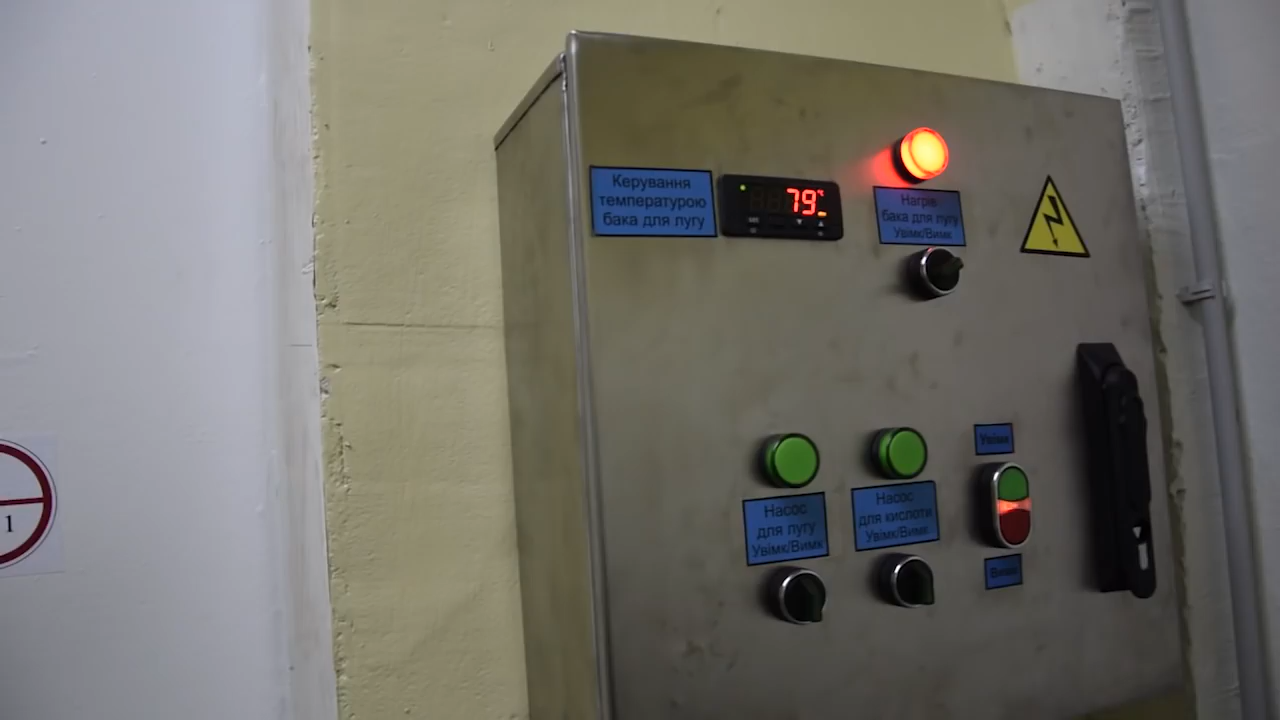 Керування
температурою
бака для лугу
79°C
Нагрів
бака для лугу
Увімк/Вимк
Насос
для лугу
Увімк/Вимк
Насос
для кислоти
Увімк/Вимк
Увімк
Вимк
1